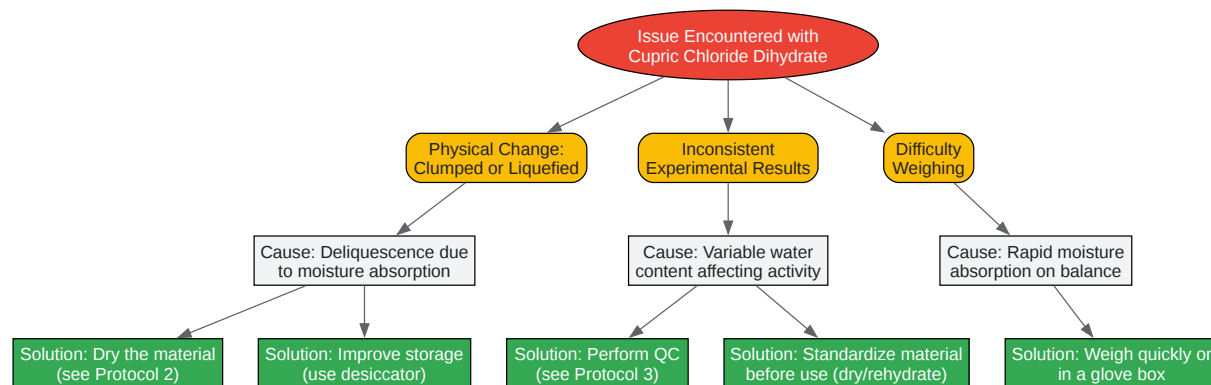 Issue Encountered with
Cupric Chloride Dihydrate
Physical Change:
Clumped or Liquefied
Inconsistent
Experimental Results
Difficulty
Weighing
Cause: Deliquescence due
to moisture absorption
Cause: Variable water
content affecting activity
Cause: Rapid moisture
absorption on balance
Solution: Dry the material
(see Protocol 2)
Solution: Improve storage
(use desiccator)
Solution: Perform QC
(see Protocol 3)
Solution: Standardize material
before use (dry/rehydrate)
Solution: Weigh quickly or
in a glove box